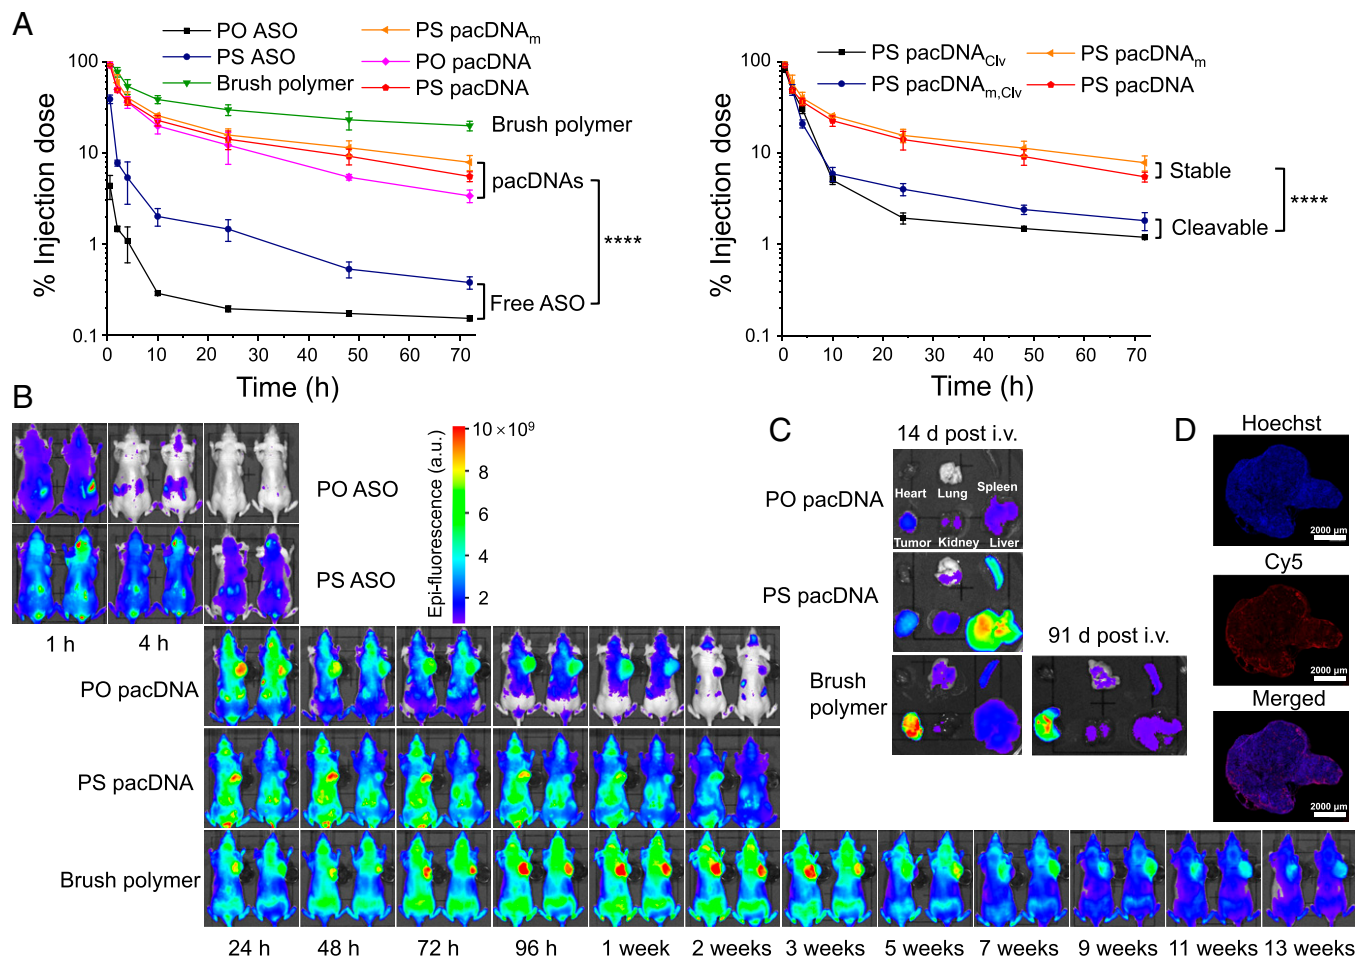 A
PO ASO
PS ASO
Brush polymer
PS pacDNAm
PO pacDNA
PS pacDNA
% Injection dose
100
10
1
0.1
0 10 20 30 40 50 60 70
Time (h)
Brush polymer
pacDNAs
Free ASO
****
PS pacDNAClv
PS pacDNAm,Clv
PS pacDNAm
PS pacDNA
% Injection dose
100
10
1
0.1
0 10 20 30 40 50 60 70
Time (h)
Stable
Cleavable
****
B
PO ASO
PS ASO
1 h 4 h
Epi-fluorescence (a.u.)
10 × 10⁹
8
6
4
2
PO pacDNA
PS pacDNA
Brush polymer
24 h 48 h 72 h 96 h 1 week 2 weeks 3 weeks 5 weeks 7 weeks 9 weeks 11 weeks 13 weeks
C
14 d post i.v.
PO pacDNA
Heart Lung Spleen
Tumor Kidney Liver
PS pacDNA
91 d post i.v.
Brush
polymer
D
Hoechst
2000 μm
Cy5
2000 μm
Merged
2000 μm